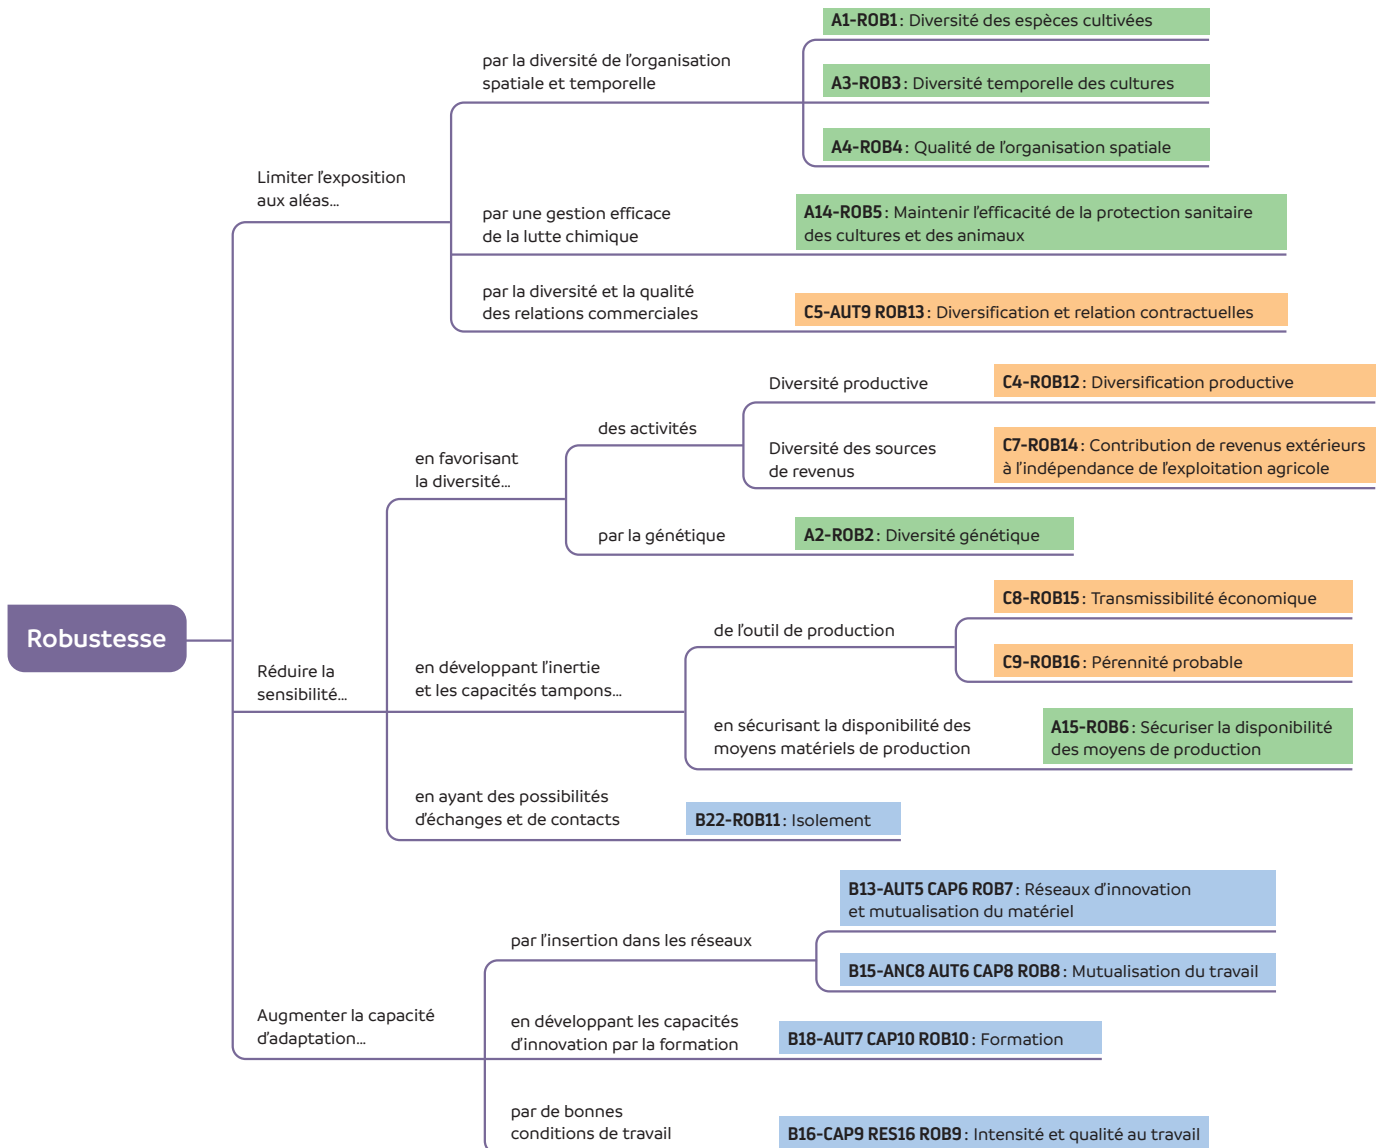 Robustesse
Limiter l'exposition
aux aléas...
par la diversité de l'organisation
spatiale et temporelle
A1-ROB1 : Diversité des espèces cultivées
A3-ROB3 : Diversité temporelle des cultures
A4-ROB4 : Qualité de l'organisation spatiale
par une gestion efficace
de la lutte chimique
A14-ROB5 : Maintenir l'efficacité de la protection sanitaire
des cultures et des animaux
par la diversité et la qualité
des relations commerciales
C5-AUT9 ROB13 : Diversification et relation contractuelles
Réduire la
sensibilité...
en favorisant
la diversité...
des activités
Diversité productive
C4-ROB12 : Diversification productive
Diversité des sources
de revenus
C7-ROB14 : Contribution de revenus extérieurs
à l'indépendance de l'exploitation agricole
par la génétique
A2-ROB2 : Diversité génétique
en développant l'inertie
et les capacités tampons...
de l'outil de production
C8-ROB15 : Transmissibilité économique
C9-ROB16 : Pérennité probable
en sécurisant la disponibilité des
moyens matériels de production
A15-ROB6 : Sécuriser la disponibilité
des moyens de production
en ayant des possibilités
d'échanges et de contacts
B22-ROB11 : Isolement
Augmenter la capacité
d'adaptation...
par l'insertion dans les réseaux
B13-AUT5 CAP6 ROB7 : Réseaux d'innovation
et mutualisation du matériel
B15-ANC8 AUT6 CAP8 ROB8 : Mutualisation du travail
en développant les capacités
d'innovation par la formation
B18-AUT7 CAP10 ROB10 : Formation
par de bonnes
conditions de travail
B16-CAP9 RES16 ROB9 : Intensité et qualité au travail